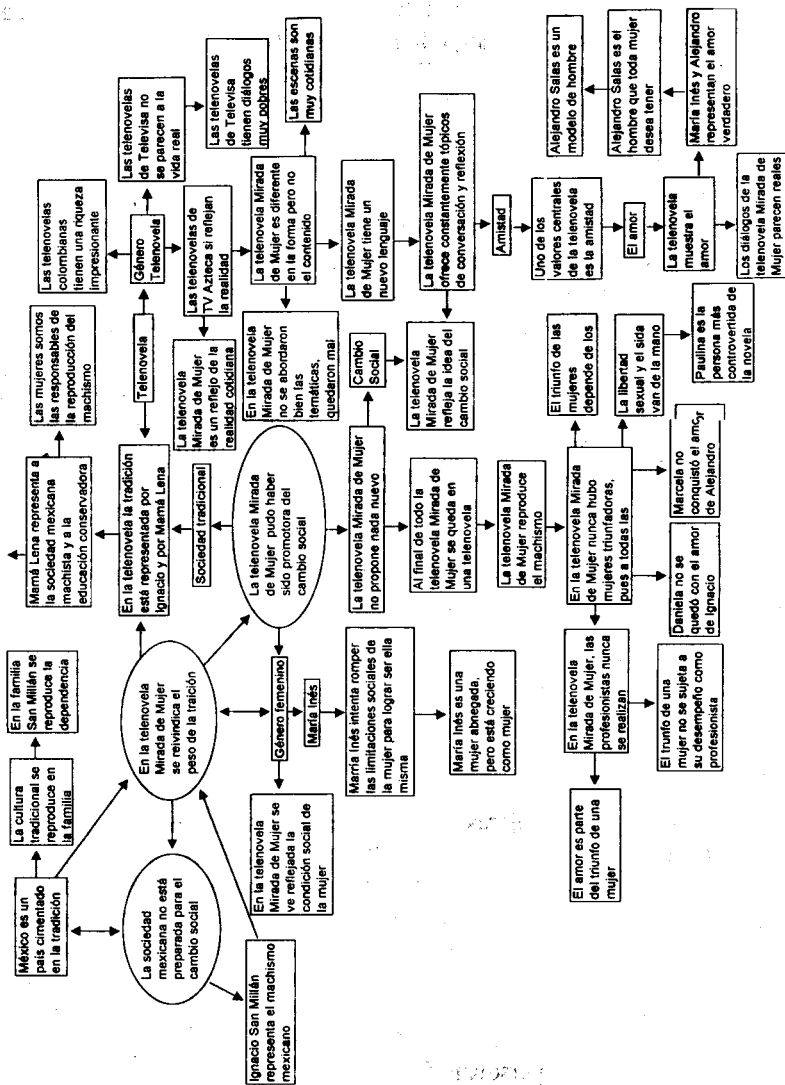 México es un
país cimentado
en la tradición
La cultura
tradicional se
reproduce en
la familia
En la familia
San Millán se
reproduce la
dependencia
La sociedad
mexicana no está
preparada para el
cambio social
Ignacio San Millán
representa el machismo
mexicano
En la telenovela
Mirada de Mujer
se reivindica el
peso de la traición
Mamá Lena representa a
la sociedad mexicana
machista y a la
educación conservadora
Las mujeres somos
las responsables de
la reproducción del
machismo
En la telenovela la tradición
está representada por
Ignacio y por Mamá Lena
Sociedad tradicional
La telenovela Mirada
de Mujer pudo haber
sido promotora del
cambio social
Género femenino
En la telenovela
Mirada de Mujer se
ve reflejada la
condición social de
la mujer
María Inés
Marría Inés intenta romper
las limitaciones sociales de
la mujer para lograr ser ella
misma
María Inés es una
mujer abnegada,
pero está creciendo
como mujer
Telenovela
Género
Telenovela
Las telenovelas
colombianas
tienen una riqueza
impresionante
Las telenovelas
de Televisa no
se parecen a la
vida real
Las telenovelas
de Televisa
tienen diálogos
muy pobres
Las telenovelas de
TV Azteca si reflejan
la realidad
La telenovela
Mirada de Mujer
es un reflejo de la
realidad cotidiana
La telenovela Mirada
de Mujer es diferente
en la forma pero no
el contenido
Las escenas son
muy cotidianas
En la telenovela
Mirada de Mujer
no se abordaron
bien las
temáticas,
quedaron mal
La telenovela Mirada
de Mujer tiene un
nuevo lenguaje
La telenovela Mirada de Mujer
ofrece constantemente tópicos
de conversación y reflexión
La telenovela
Mirada de Mujer
refleja la idea del
cambio social
Cambio
Social
La telenovela Mirada de Mujer
no propone nada nuevo
Al final de todo la
telenovela Mirada de
Mujer se queda en
una telenovela
La telenovela Mirada
de Mujer reproduce
el machismo
En la telenovela Mirada
de Mujer nunca hubo
mujeres triunfadoras,
pues a todas las
El triunfo de las
mujeres
depende de los
La libertad
sexual y el sida
van de la mano
Paulina es la
persona más
controvertida de
la novela
Marcela no
conquistó el amor
de Alejandro
Daniela no se
quedó con el amor
de Ignacio
En la telenovela
Mirada de Mujer, las
profesionistas nunca
se realizan
El trunfo de una
mujer no se sujeta a
su desempeño como
profesionista
El amor es parte
del triunfo de una
mujer
Amistad
Uno de los
valores centrales
de la telenovela
es la amistad
El amor
La telenovela
muestra el
amor
María Inés y Alejandro
representan el amor
verdadero
Alejandro Salas es el
hombre que toda mujer
desea tener
Alejandro Salas es un
modelo de hombre
Los diálogos de la
telenovela Mirada de
Mujer parecen reales